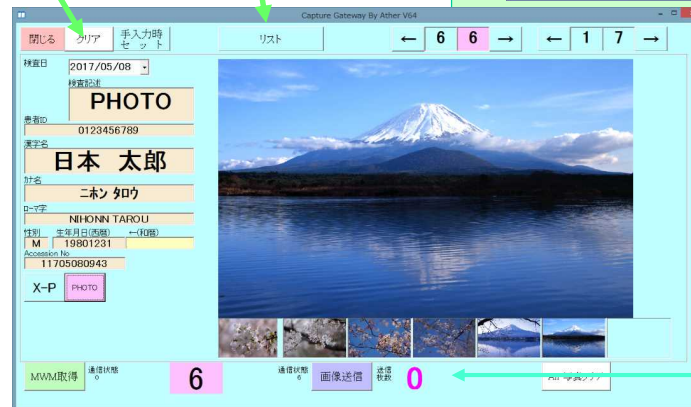 Capture Gateway By Ather V64
閉じる クリア 手入力時 セット リスト ← 6 6 → ← 1 7 →
検査日 2017/05/08
検査記述
PHOTO
患者ID
0123456789
漢字名
日本 太郎
カナ名
ニホン タロウ
ローマ字
NIHONN TAROU
性別 生年月日(西暦) ←(和暦)
M 19801231
Accession No
11705080943
X-P PHOTO
MWM取得 通信状態 0 6 通信状態 6 画像送信 送信枚数 0